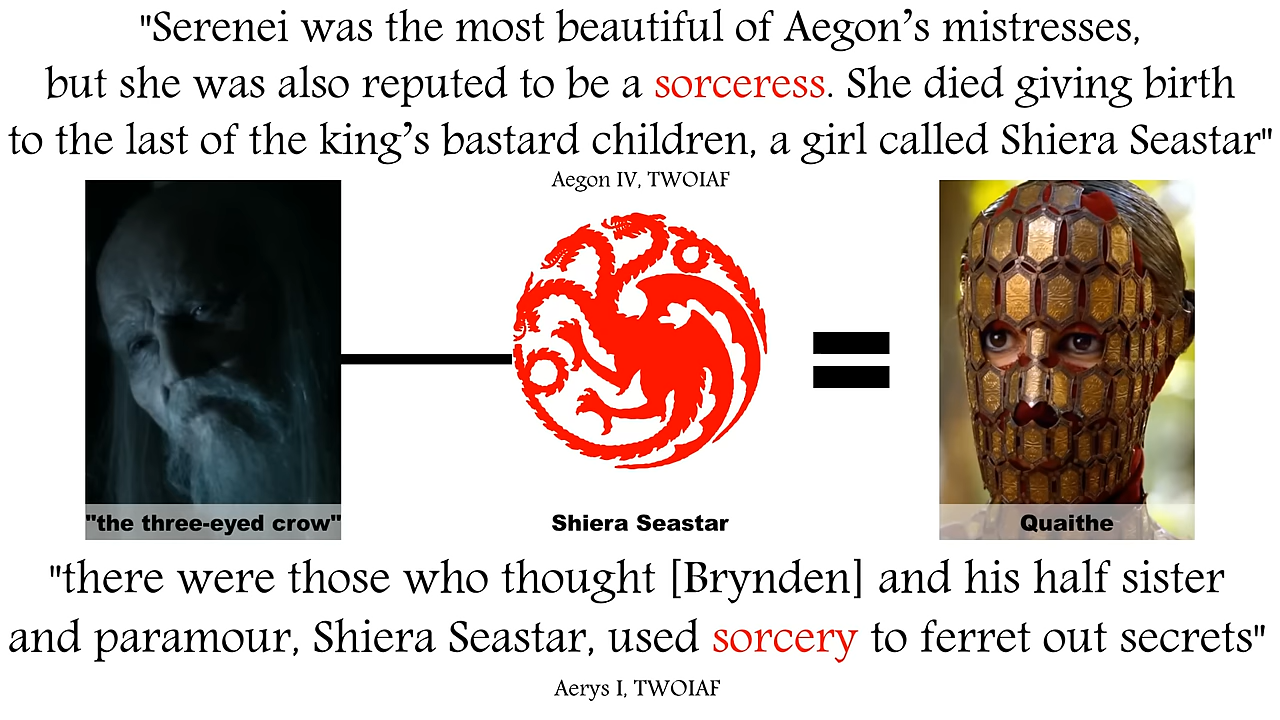 "Serenei was the most beautiful of Aegon’s mistresses,
but she was also reputed to be a sorceress. She died giving birth
to the last of the king’s bastard children, a girl called Shiera Seastar"
Aegon IV, TWOIAF
"the three-eyed crow"
Shiera Seastar
Quaithe
"there were those who thought [Brynden] and his half sister
and paramour, Shiera Seastar, used sorcery to ferret out secrets"
Aerys I, TWOIAF